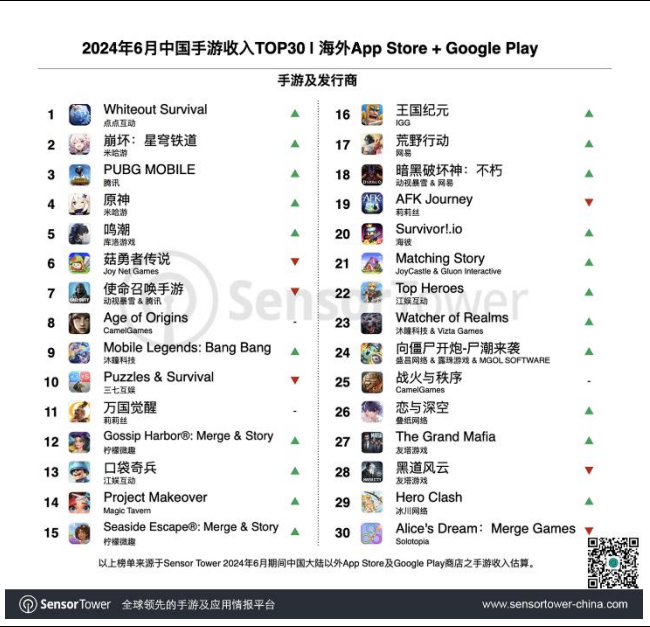 2024年6月中国手游收入TOP30 | 海外App Store + Google Play
手游及发行商
1 Whiteout Survival
点点互动
2 崩坏：星穹铁道
米哈游
3 PUBG MOBILE
腾讯
4 原神
米哈游
5 鸣潮
库洛游戏
6 菇勇者传说
Joy Net Games
7 使命召唤手游
动视暴雪 & 腾讯
8 Age of Origins
CamelGames
9 Mobile Legends: Bang Bang
沐瞳科技
10 Puzzles & Survival
三七互娱
11 万国觉醒
莉莉丝
12 Gossip Harbor®: Merge & Story
柠檬微趣
13 口袋奇兵
江娱互动
14 Project Makeover
Magic Tavern
15 Seaside Escape®: Merge & Story
柠檬微趣
16 王国纪元
IGG
17 荒野行动
网易
18 暗黑破坏神：不朽
动视暴雪 & 网易
19 AFK Journey
莉莉丝
20 Survivor!.io
海彼
21 Matching Story
JoyCastle & Gluon Interactive
22 Top Heroes
江娱互动
23 Watcher of Realms
沐瞳科技 & Vizta Games
24 向僵尸开炮-尸潮来袭
盛昌网络 & 露珠游戏 & MGOL SOFTWARE
25 战火与秩序
CamelGames
26 恋与深空
叠纸网络
27 The Grand Mafia
友塔游戏
28 黑道风云
友塔游戏
29 Hero Clash
冰川网络
30 Alice's Dream：Merge Games
Solotopia
SensorTower
以上榜单来源于Sensor Tower 2024年6月期间中国大陆以外App Store及Google Play商店之手游收入估算。
SensorTower 全球领先的手游及应用情报平台
www.sensortower-china.com